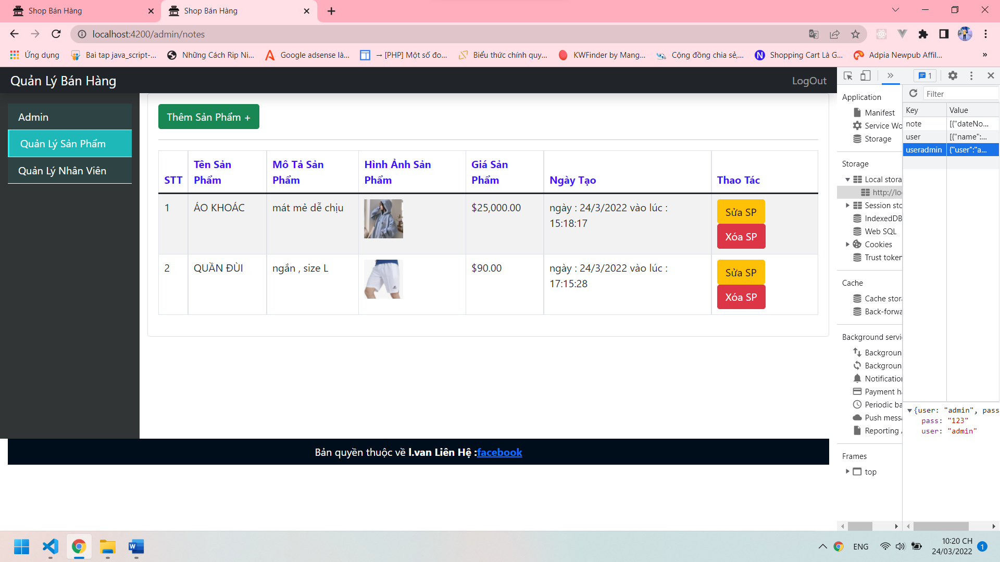 Shop Bán Hàng
Shop Bán Hàng
localhost:4200/admin/notes
Ứng dụng
Bai tap java_script-...
Những Cách Rip Ni...
Google adsense là...
→ [PHP] Một số đo...
Biểu thức chính quy...
KWFinder by Mang...
Cộng đồng chia sẻ,...
Shopping Cart Là G...
Adpia Newpub Affil...
»
Quản Lý Bán Hàng
LogOut
Admin
Quản Lý Sản Phẩm
Quản Lý Nhân Viên
Thêm Sản Phẩm +
STT
Tên Sản
Phẩm
Mô Tả Sản
Phẩm
Hình Ảnh Sản
Phẩm
Giá Sản
Phẩm
Ngày Tạo
Thao Tác
1
ÁO KHOÁC
mát mẻ dễ chịu
$25,000.00
ngày : 24/3/2022 vào lúc :
15:18:17
Sửa SP
Xóa SP
2
QUẦN ĐÙI
ngắn , size L
$90.00
ngày : 24/3/2022 vào lúc :
17:15:28
Sửa SP
Xóa SP
Bản quyền thuộc về l.van Liên Hệ :facebook
1
Application
Manifest
Service Wo
Storage
Storage
Local stora
http://lo
Session sto
IndexedDB
Web SQL
Cookies
Trust token
Cache
Cache stor
Back-forwa
Background servi
Backgroun
Backgroun
Notification
Payment h
Periodic ba
Push messa
Reporting
Frames
top
Filter
Key Value
note [{"dateNo...
user [{"name":...
useradmin {"user":"a...
{user: "admin", pass
pass: "123"
user: "admin"
ENG
10:20 CH
24/03/2022
1